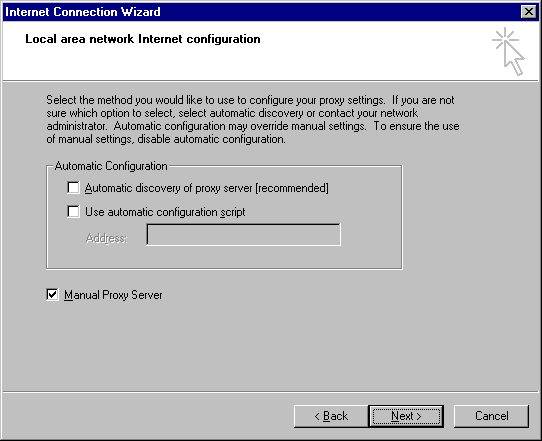 Internet Connection Wizard
Local area network Internet configuration
Select the method you would like to use to configure your proxy settings.  If you are not
sure which option to select, select automatic discovery or contact your network
administrator.  Automatic configuration may override manual settings.  To ensure the use
of manual settings, disable automatic configuration.
Automatic Configuration
Automatic discovery of proxy server [recommended]
Use automatic configuration script
Address:
Manual Proxy Server
< Back
Next >
Cancel